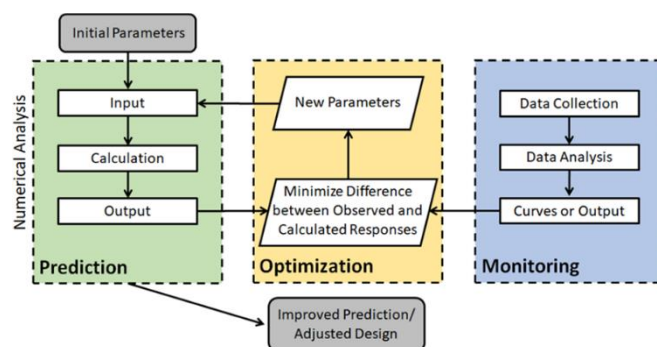 Initial Parameters
Numerical Analysis
Input
Calculation
Output
Prediction
New Parameters
Minimize Difference
between Observed and
Calculated Responses
Optimization
Data Collection
Data Analysis
Curves or Output
Monitoring
Improved Prediction/
Adjusted Design